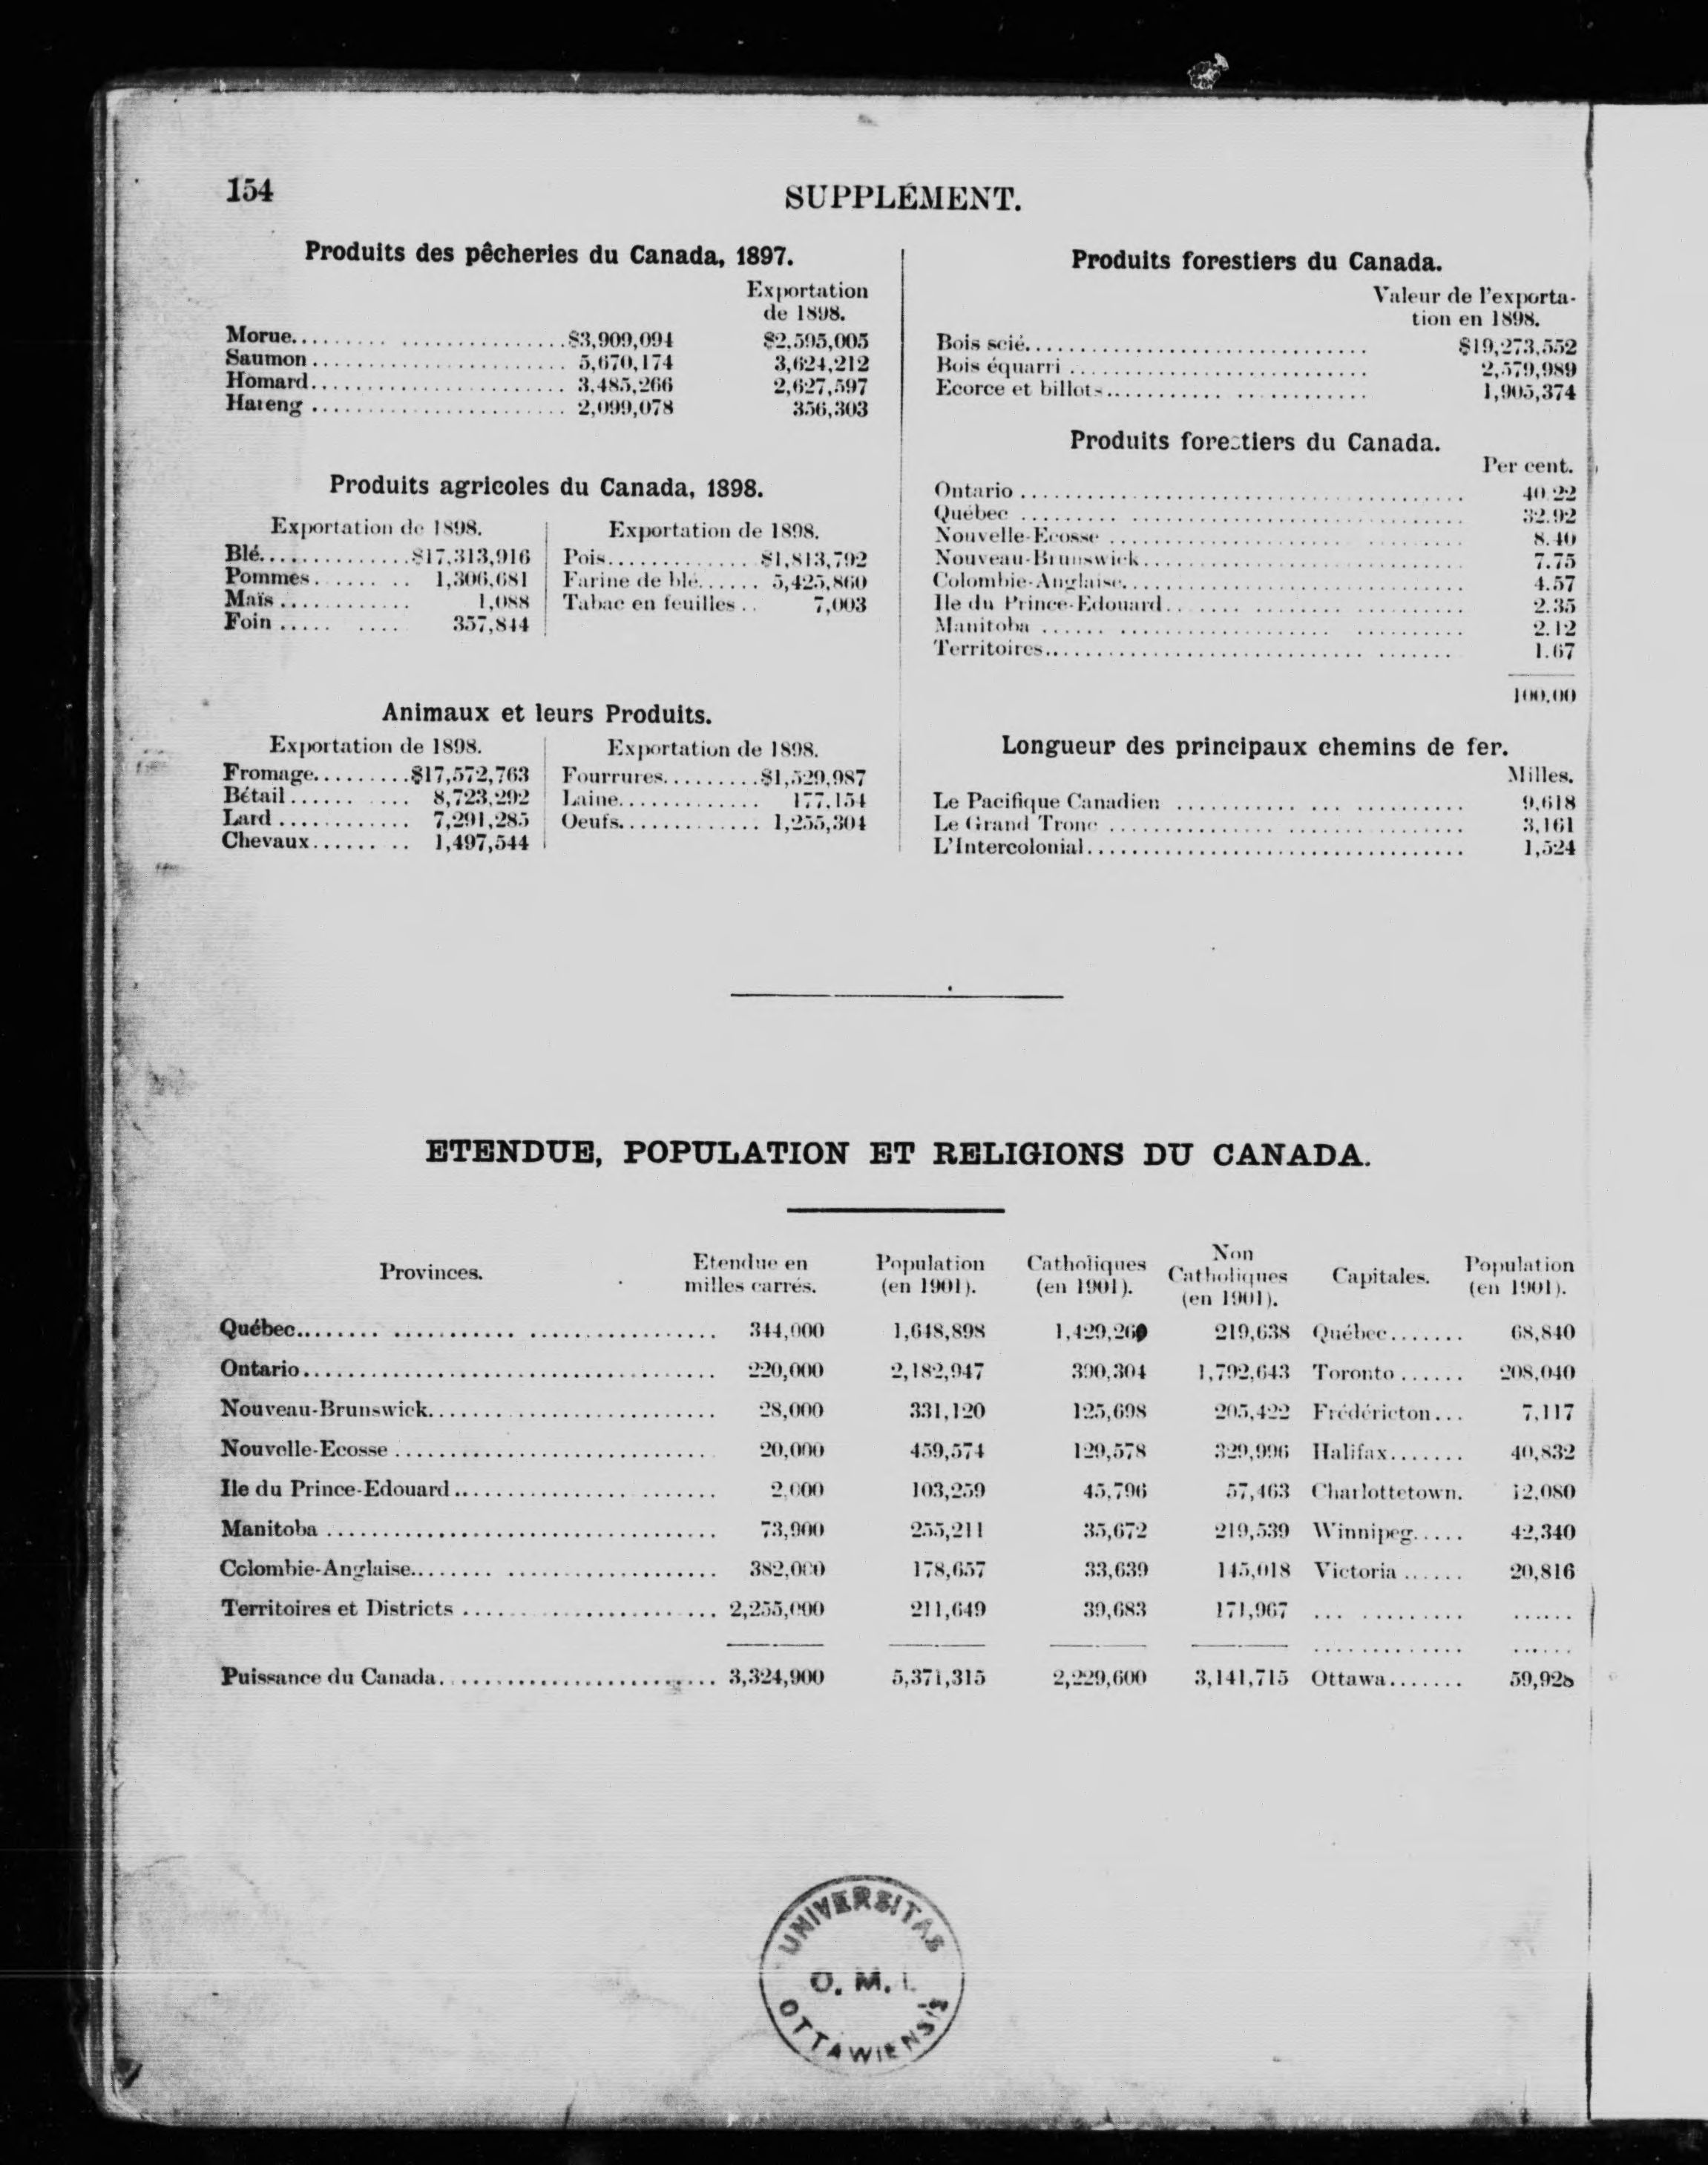 154
SUPPLÉMENT.
Produits des pêcheries du Canada, 1897.
Exportation
de 1898.
Morue.......... $3,909,094 $2,595,005
Saumon .......... 5,670,174 3,624,212
Homard.......... 3,485,266 2,627,597
Hareng .......... 2,099,078 356,303
Produits agricoles du Canada, 1898.
Exportation de 1898.
Blé.......... $17,313,916
Pommes.......... 1,306,681
Maïs .......... 1,088
Foin .......... 357,844
Exportation de 1898.
Pois.......... $1,813,792
Farine de blé...... 5,425,860
Tabac en feuilles .. 7,003
Animaux et leurs Produits.
Exportation de 1898.
Fromage.........$17,572,763
Bétail.......... 8,723,292
Lard .......... 7,291,285
Chevaux........ 1,497,544
Exportation de 1898.
Fourrures.........$1,529,987
Laine.......... 177,154
Oeufs.......... 1,255,304
Produits forestiers du Canada.
Valeur de l'exporta-
tion en 1898.
Bois scié.......... $19,273,552
Bois équarri .......... 2,579,989
Ecorce et billots.......... 1,905,374
Produits forestiers du Canada.
Per cent.
Ontario .......... 40 22
Québec .......... 32.92
Nouvelle-Ecosse .......... 8.40
Nouveau-Brunswick.......... 7.75
Colombie-Anglaise.......... 4.57
Ile du Prince-Edouard.......... 2.35
Manitoba .......... 2.12
Territoires.......... 1.67
100.00
Longueur des principaux chemins de fer.
Milles.
Le Pacifique Canadien .......... 9,618
Le Grand Tronc .......... 3,161
L'Intercolonial.......... 1,524
ETENDUE, POPULATION ET RELIGIONS DU CANADA.
Provinces. Etendue en milles carrés. Population (en 1901). Catholiques (en 1901). Non Catholiques (en 1901). Capitales. Population (en 1901).
Québec.......... 344,000 1,648,898 1,429,260 219,638 Québec....... 68,840
Ontario.......... 220,000 2,182,947 390,304 1,792,643 Toronto ...... 208,040
Nouveau-Brunswick.......... 28,000 331,120 125,698 205,422 Frédéricton... 7,117
Nouvelle-Ecosse .......... 20,000 459,574 129,578 329,996 Halifax....... 40,832
Ile du Prince-Edouard .......... 2,000 103,259 45,796 57,463 Charlottetown. 12,080
Manitoba .......... 73,900 255,211 35,672 219,539 Winnipeg..... 42,340
Colombie-Anglaise.......... 382,000 178,657 33,639 145,018 Victoria ...... 20,816
Territoires et Districts .......... 2,255,000 211,649 39,683 171,967 .......... ......
.......... ......
Puissance du Canada.......... 3,324,900 5,371,315 2,229,600 3,141,715 Ottawa....... 59,928
UNIVERSITAS
O. M. I.
OTTAWIENSIS